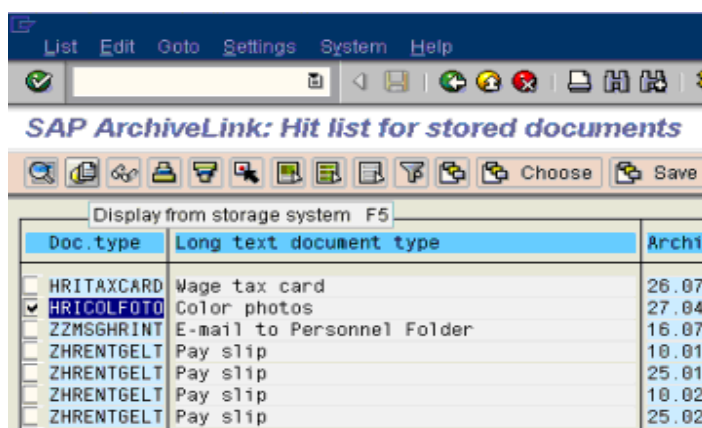 List Edit Goto Settings System Help
SAP ArchiveLink: Hit list for stored documents
Choose Save
Display from storage system F5
Doc.type Long text document type Archi
HRITAXCARD Wage tax card 26.07
HRICOLFOTO Color photos 27.04
ZZMSGHRINT E-mail to Personnel Folder 16.07
ZHRENTGELT Pay slip 10.01
ZHRENTGELT Pay slip 25.01
ZHRENTGELT Pay slip 10.02
ZHRENTGELT Pay slip 25.02